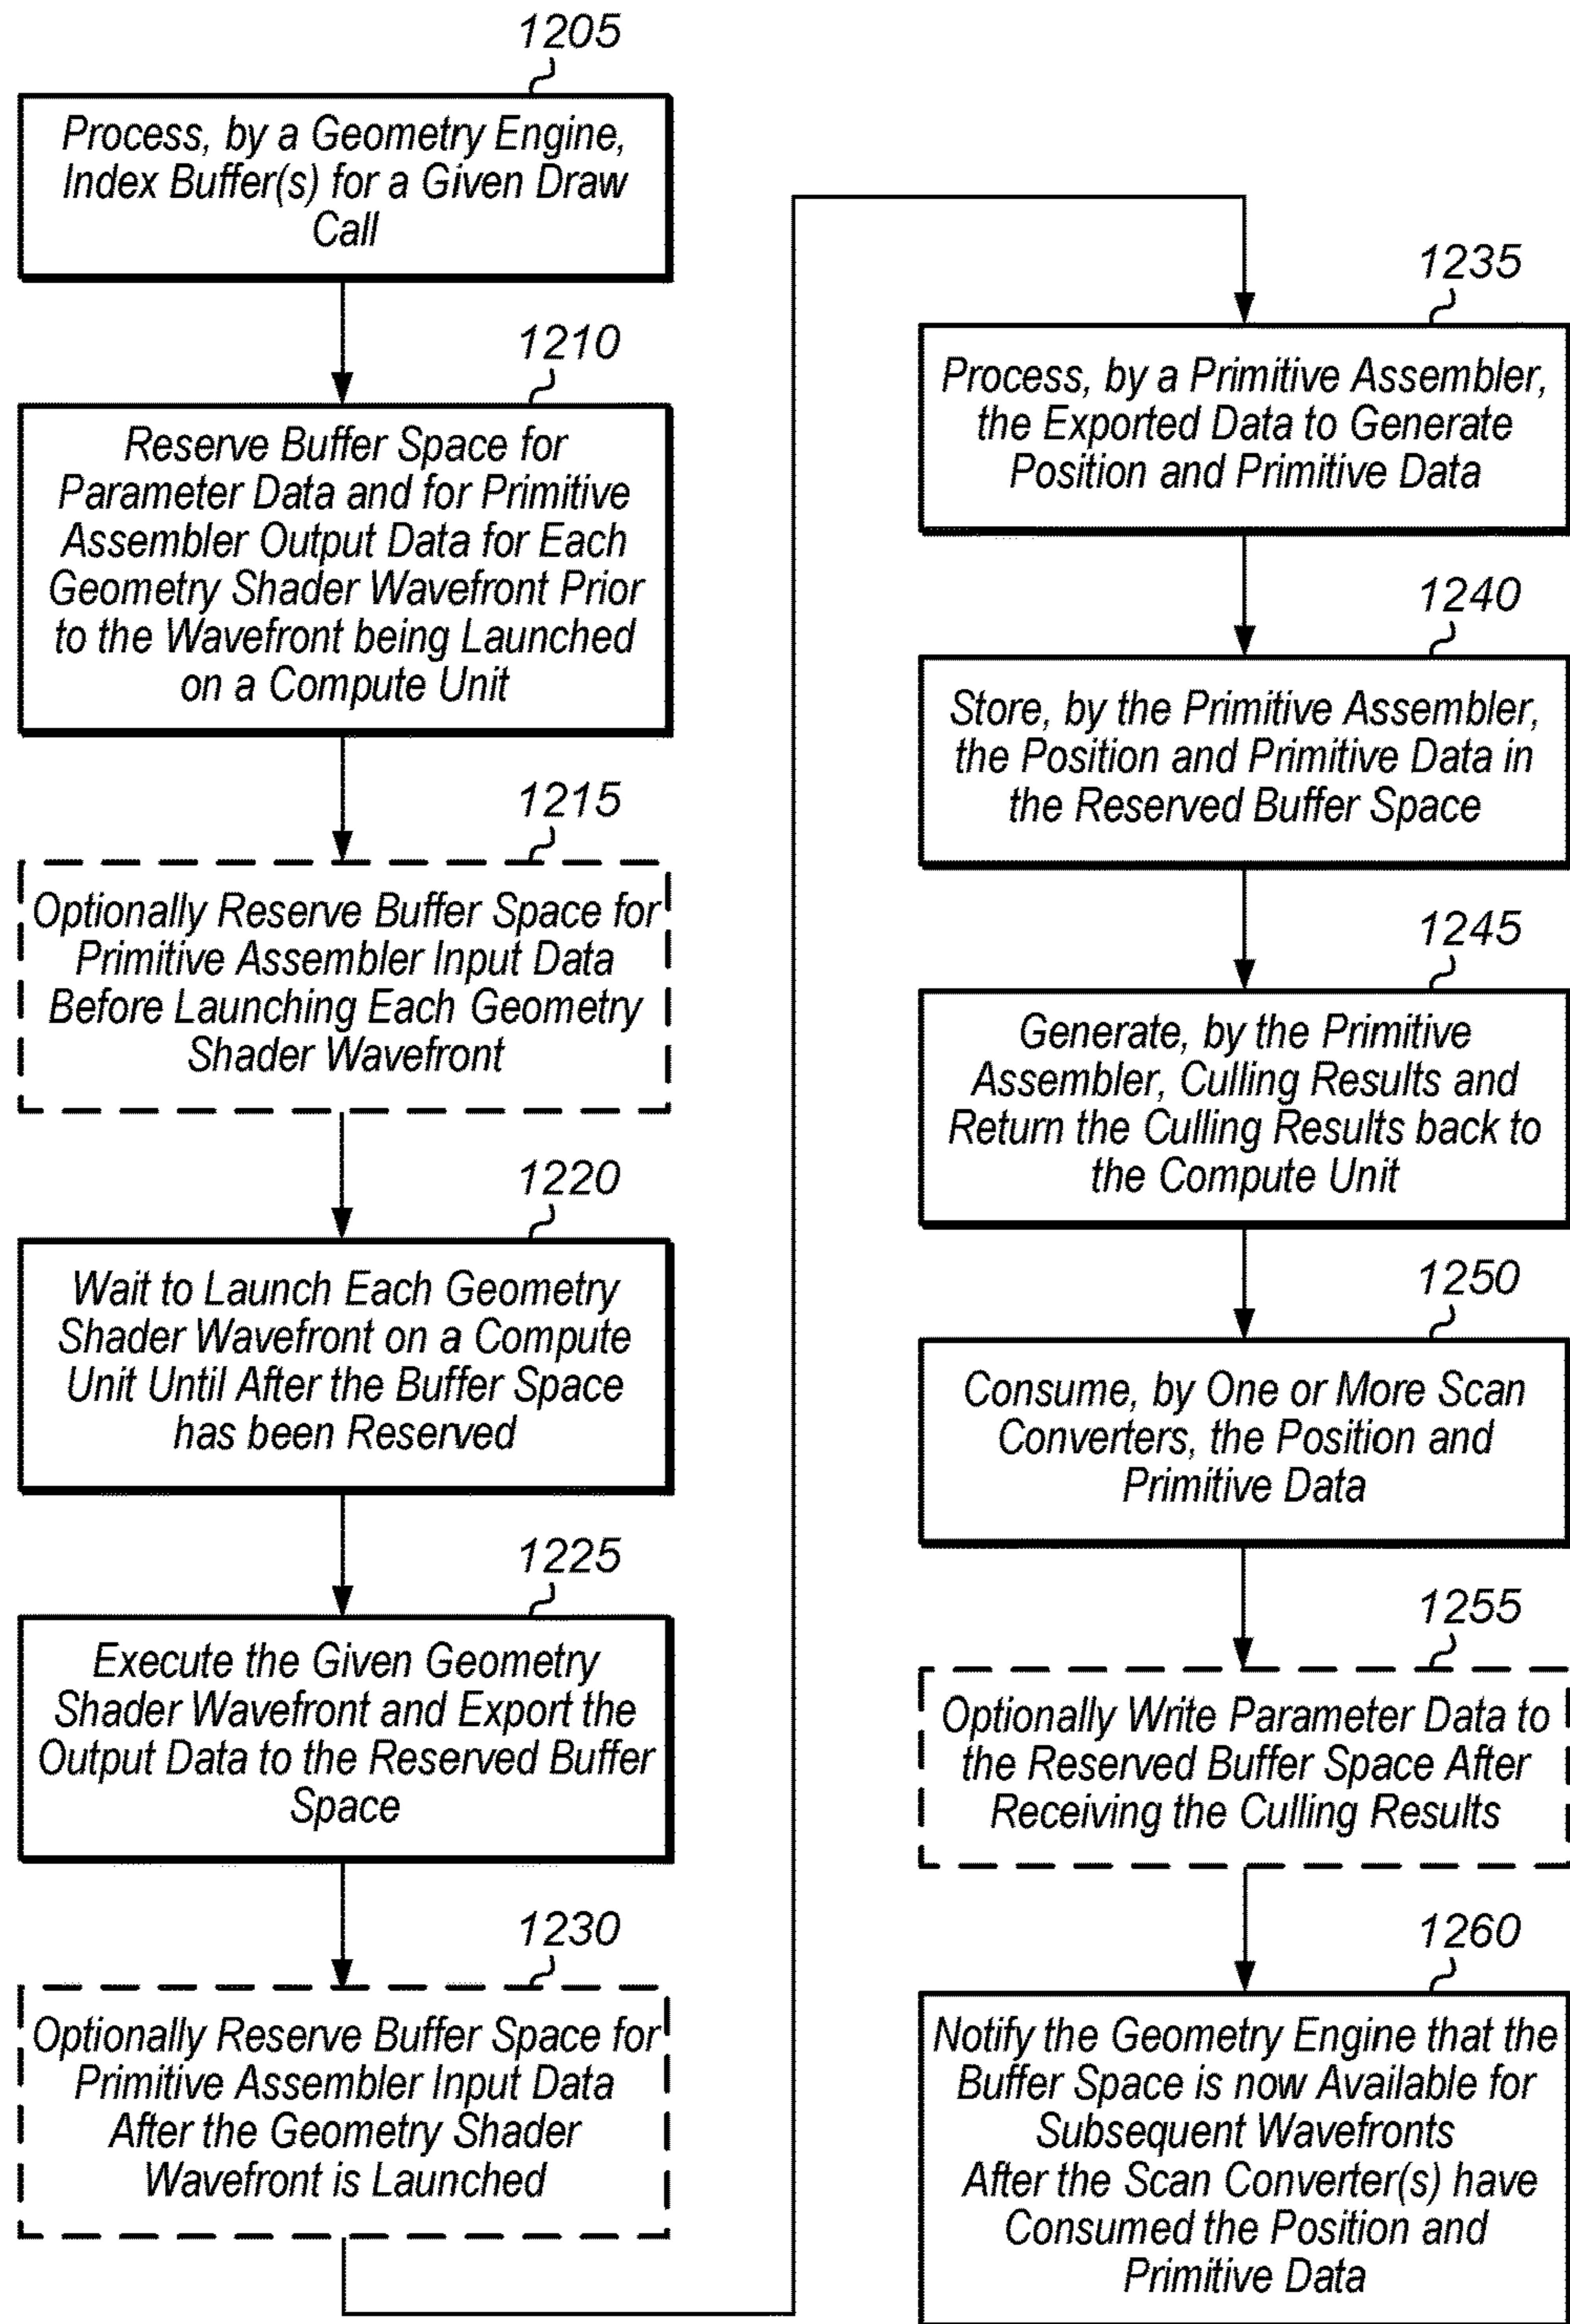 1205
Process, by a Geometry Engine,
Index Buffer(s) for a Given Draw
Call
1210
Reserve Buffer Space for
Parameter Data and for Primitive
Assembler Output Data for Each
Geometry Shader Wavefront Prior
to the Wavefront being Launched
on a Compute Unit
1215
Optionally Reserve Buffer Space for
Primitive Assembler Input Data
Before Launching Each Geometry
Shader Wavefront
1220
Wait to Launch Each Geometry
Shader Wavefront on a Compute
Unit Until After the Buffer Space
has been Reserved
1225
Execute the Given Geometry
Shader Wavefront and Export the
Output Data to the Reserved Buffer
Space
1230
Optionally Reserve Buffer Space for
Primitive Assembler Input Data
After the Geometry Shader
Wavefront is Launched
1235
Process, by a Primitive Assembler,
the Exported Data to Generate
Position and Primitive Data
1240
Store, by the Primitive Assembler,
the Position and Primitive Data in
the Reserved Buffer Space
1245
Generate, by the Primitive
Assembler, Culling Results and
Return the Culling Results back to
the Compute Unit
1250
Consume, by One or More Scan
Converters, the Position and
Primitive Data
1255
Optionally Write Parameter Data to
the Reserved Buffer Space After
Receiving the Culling Results
1260
Notify the Geometry Engine that the
Buffer Space is now Available for
Subsequent Wavefronts
After the Scan Converter(s) have
Consumed the Position and
Primitive Data